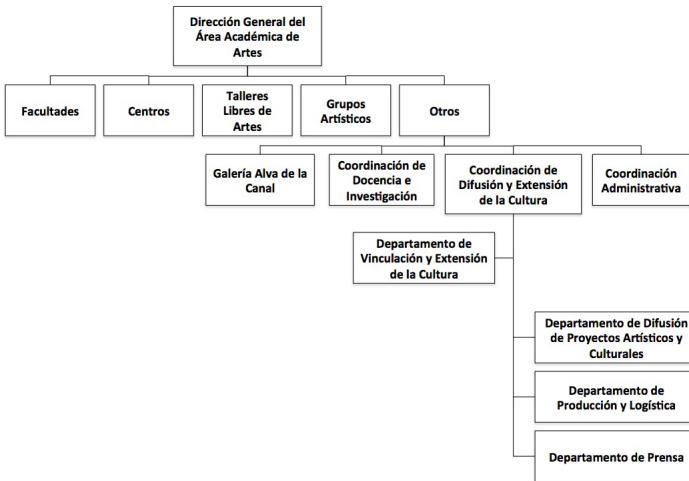 Dirección General del
Área Académica de
Artes
Facultades
Centros
Talleres
Libres de
Artes
Grupos
Artísticos
Otros
Galería Alva de la
Canal
Coordinación de
Docencia e
Investigación
Coordinación de
Difusión y Extensión
de la Cultura
Coordinación
Administrativa
Departamento de
Vinculación y Extensión
de la Cultura
Departamento de Difusión
de Proyectos Artísticos y
Culturales
Departamento de
Producción y Logística
Departamento de Prensa